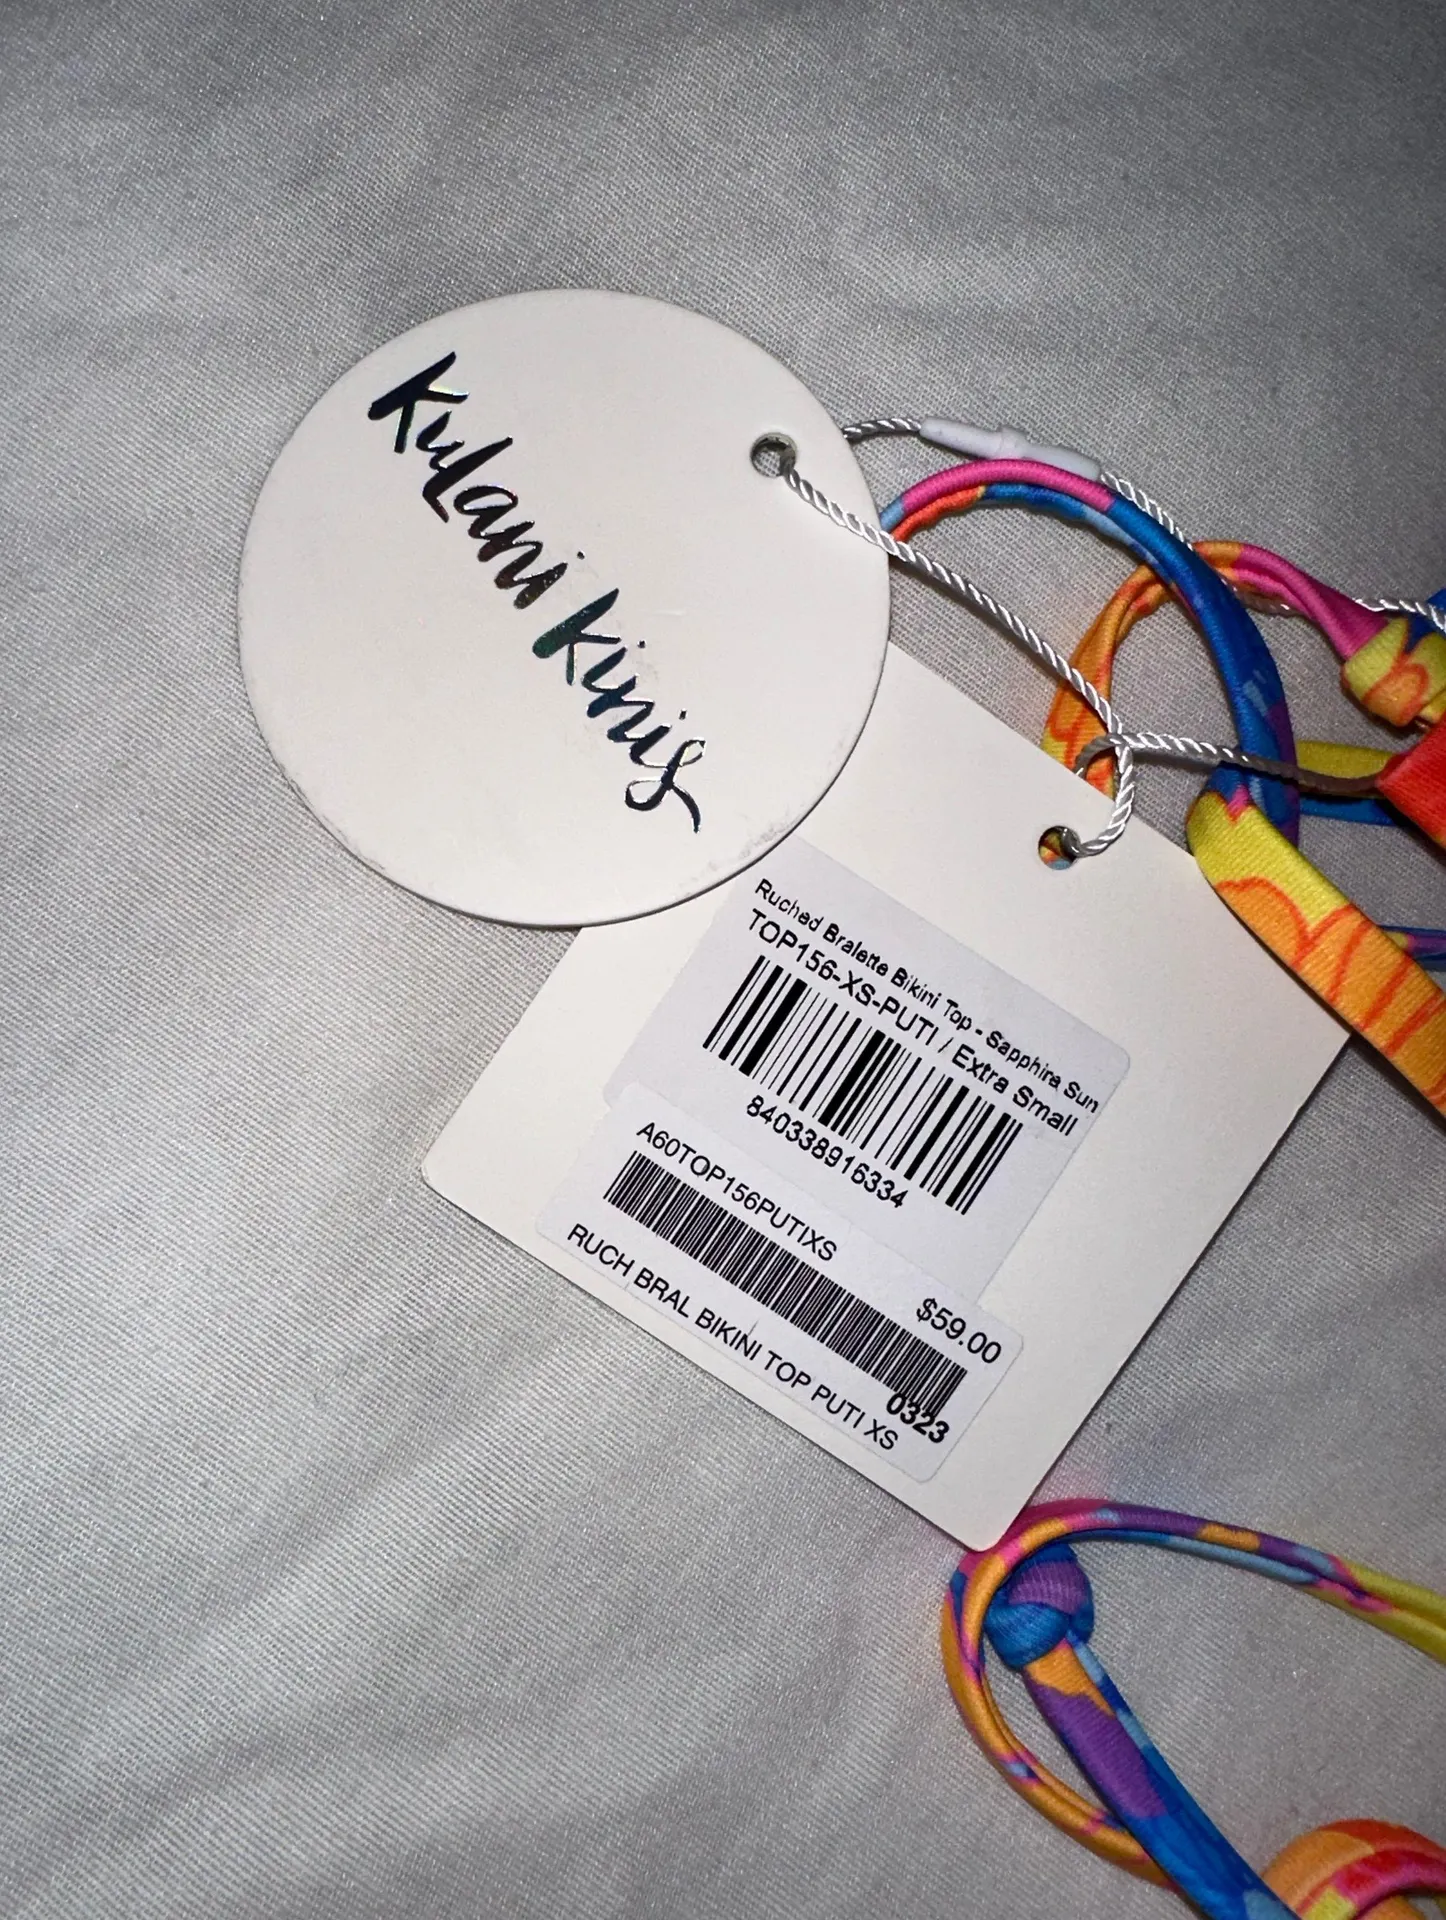 Kulani Kinis
Ruched Bralette Bikini Top - Sapphire Sun
TOP156-XS-PUTI / Extra Small
840338916334
A60TOP156PUTIXS
$59.00
0323
RUCH BRAL BIKINI TOP PUTI XS